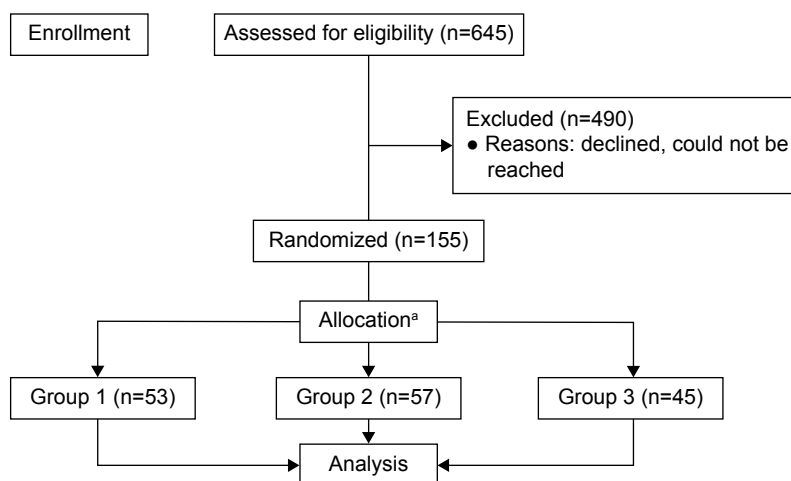 Enrollment
Assessed for eligibility (n=645)
Excluded (n=490)
● Reasons: declined, could not be
reached
Randomized (n=155)
Allocationᵃ
Group 1 (n=53)
Group 2 (n=57)
Group 3 (n=45)
Analysis